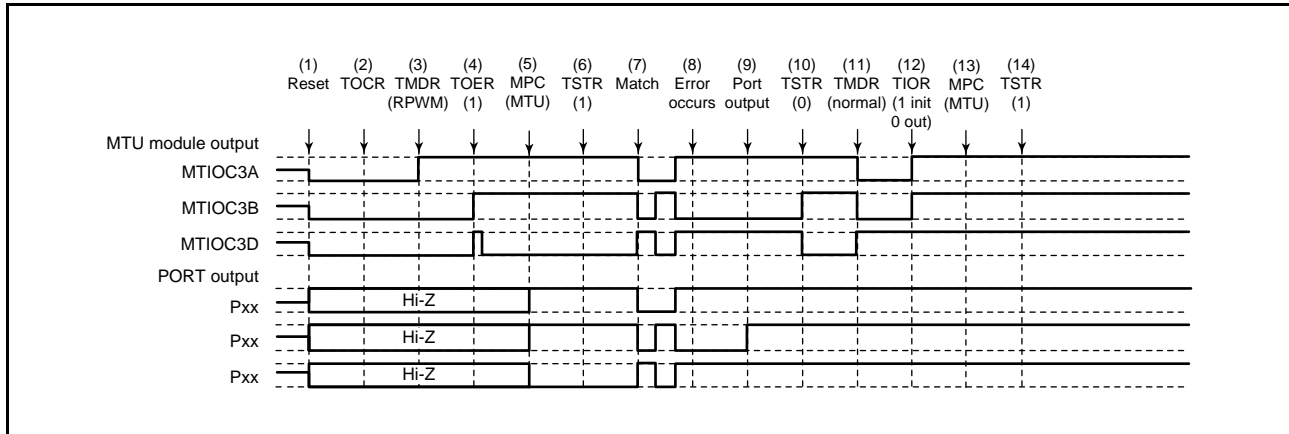 (1) (2) (3) (4) (5) (6) (7) (8) (9) (10) (11) (12) (13) (14)
Reset TOCR TMDR TOER MPC TSTR Match Error Port TSTR TMDR TIOR MPC TSTR
(RPWM) (1) (MTU) (1) occurs output (0) (normal) (1 init (MTU) (1)
0 out)
MTU module output
MTIOC3A
MTIOC3B
MTIOC3D
PORT output
Pxx Hi-Z
Pxx Hi-Z
Pxx Hi-Z